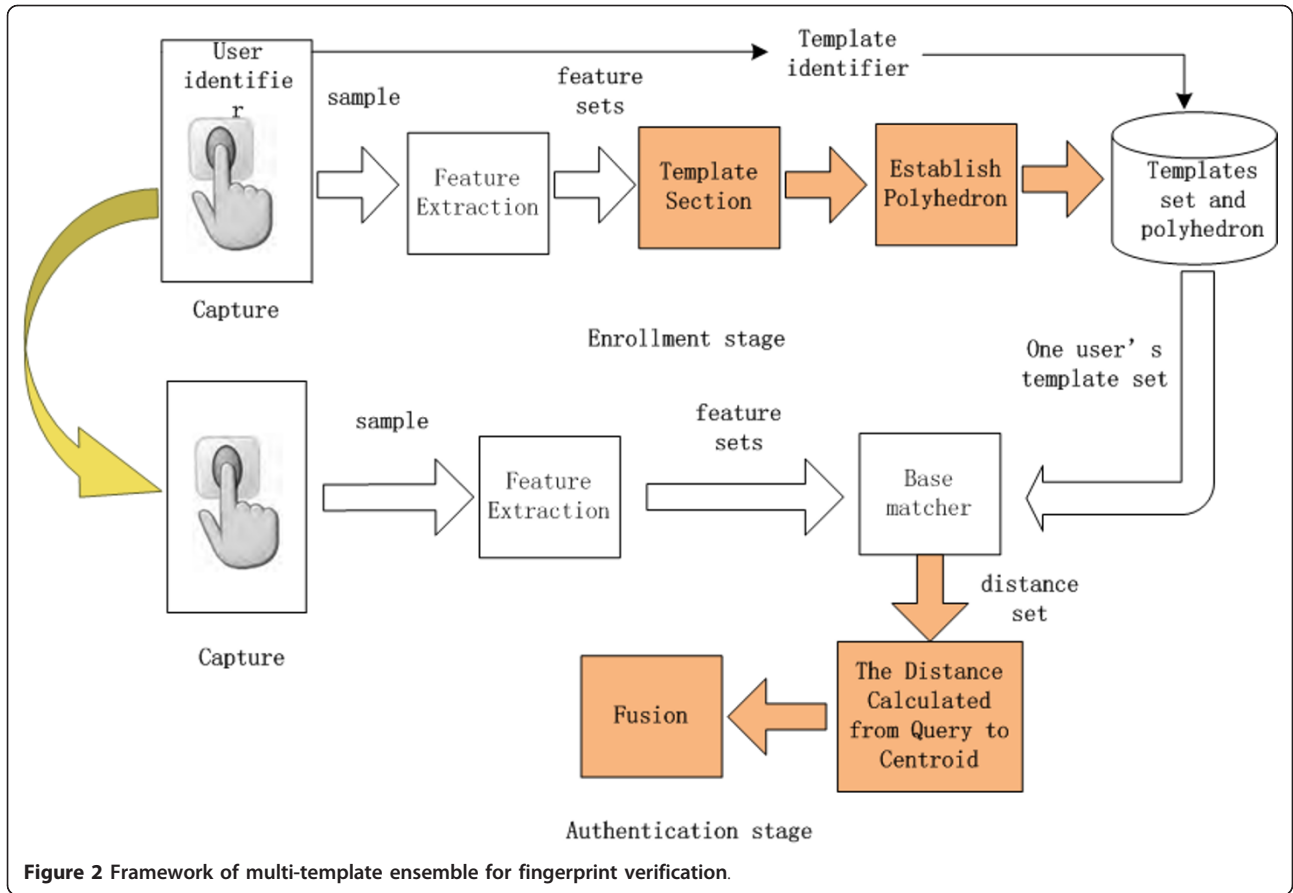 User
identifie
r
sample
feature
sets
Template
identifier
Feature
Extraction
Template
Section
Establish
Polyhedron
Templates
set and
polyhedron
Capture
Enrollment stage
One user’s
template set
sample
feature
sets
Feature
Extraction
Base
matcher
distance
set
Capture
Fusion
The Distance
Calculated
from Query to
Centroid
Authentication stage
Figure 2 Framework of multi-template ensemble for fingerprint verification.